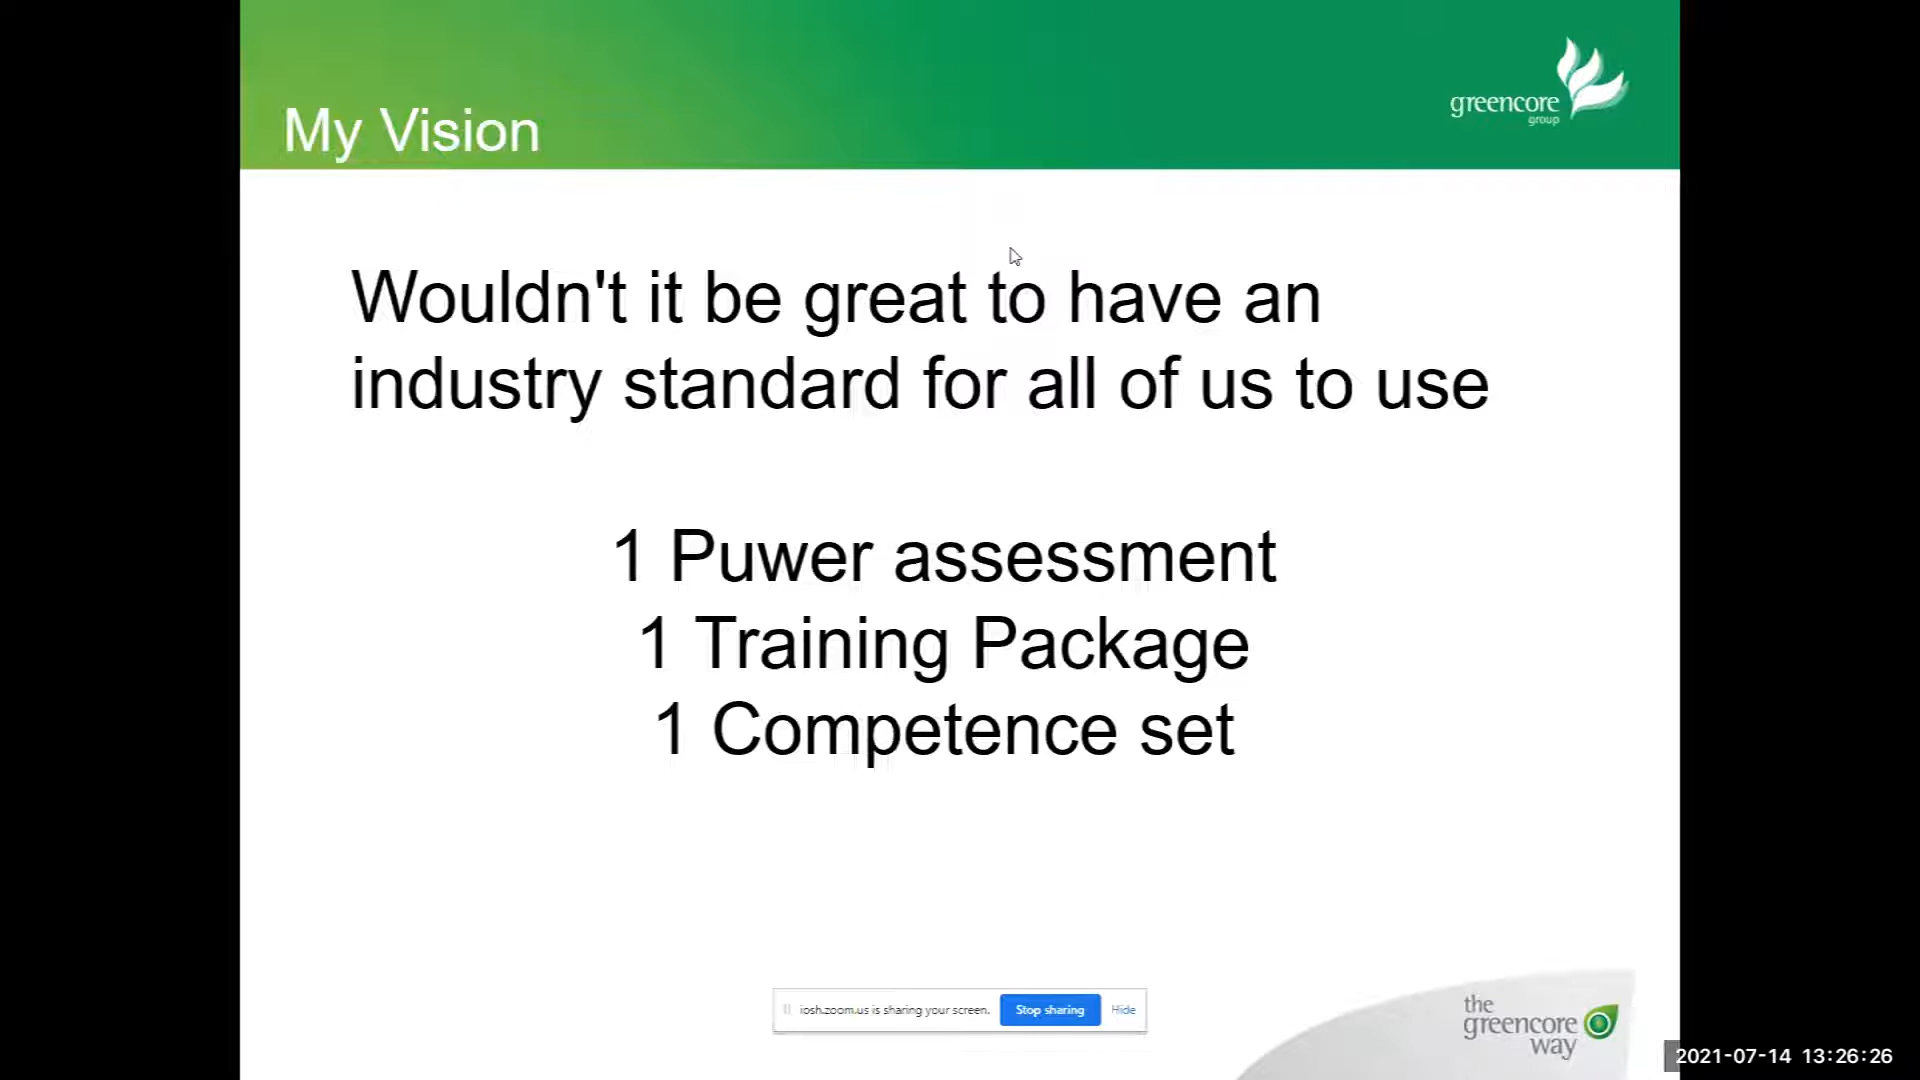 My Vision
greencore
group
Wouldn't it be great to have an
industry standard for all of us to use
1 Puwer assessment
1 Training Package
1 Competence set
iosh.zoom.us is sharing your screen.
Stop sharing
Hide
the
greencore
way
2021-07-14 13:26:26